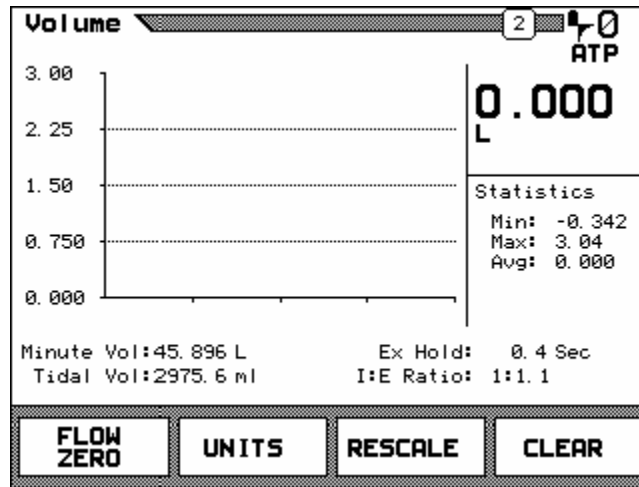 Volume
2
0
ATP
3.00
2.25
1.50
0.750
0.000
0.000
L
Statistics
Min: -0.342
Max: 3.04
Avg: 0.000
Minute Vol:45.896 L
Ex Hold: 0.4 Sec
Tidal Vol:2975.6 ml
I:E Ratio: 1:1.1
FLOW
ZERO
UNITS
RESCALE
CLEAR